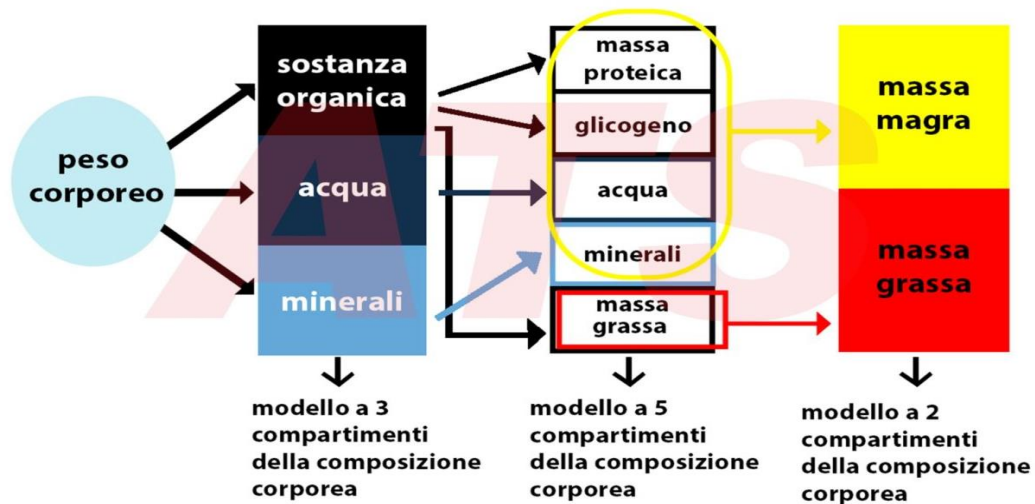 peso
corporeo
sostanza
organica
acqua
minerali
modello a 3
compartimenti
della composizione
corporea
massa
proteica
glicogeno
acqua
minerali
massa
grassa
modello a 5
compartimenti
della composizione
corporea
massa
magra
massa
grassa
modello a 2
compartimenti
della composizione
corporea
ATS